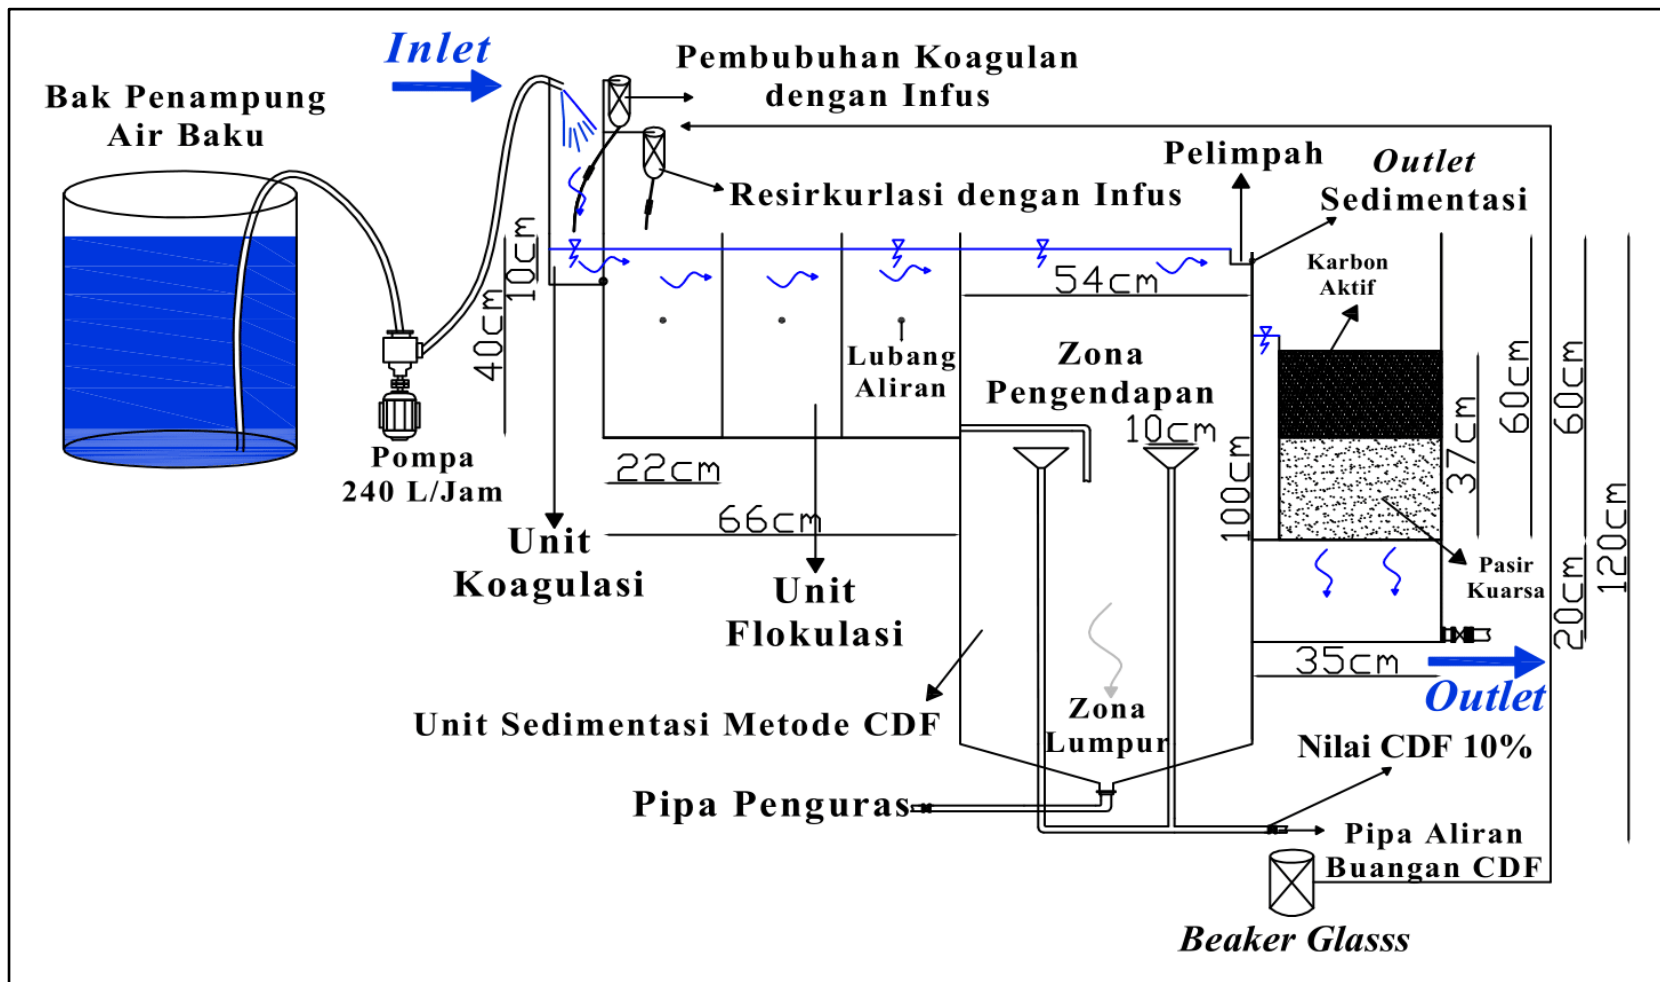 Inlet
Bak Penampung
Air Baku
Pembubuhan Koagulan
dengan Infus
Resirkurlasi dengan Infus
Pelimpah
Outlet
Sedimentasi
Karbon
Aktif
10cm
40cm
54cm
Lubang
Aliran
Zona
Pengendapan
10cm
100cm
37cm
60cm
60cm
20cm
120cm
Pompa
240 L/Jam
22cm
66cm
Unit
Koagulasi
Unit
Flokulasi
Pasir
Kuarsa
35cm
Outlet
Unit Sedimentasi Metode CDF
Zona
Lumpur
Nilai CDF 10%
Pipa Penguras
Pipa Aliran
Buangan CDF
Beaker Glasss